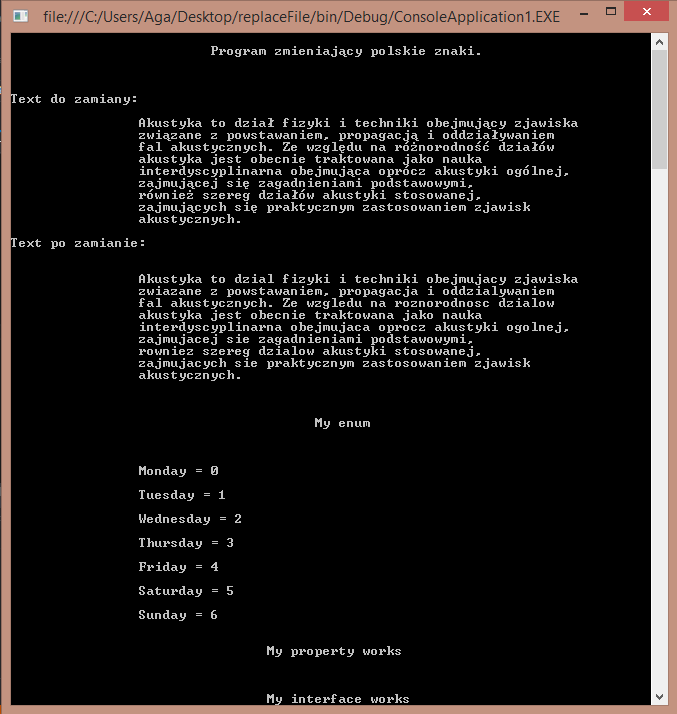 file:///C:/Users/Aga/Desktop/replaceFile/bin/Debug/ConsoleApplication1.EXE
Program zmieniający polskie znaki.
Text do zamiany:
Akustyka to dział fizyki i techniki obejmujący zjawiska
związane z powstawaniem, propagacją i oddziaływaniem
fal akustycznych. Ze względu na różnorodność działów
akustyka jest obecnie traktowana jako nauka
interdyscyplinarna obejmująca oprócz akustyki ogólnej,
zajmującej się zagadnieniami podstawowymi,
również szereg działów akustyki stosowanej,
zajmujących się praktycznym zastosowaniem zjawisk
akustycznych.
Text po zamianie:
Akustyka to dzial fizyki i techniki obejmujacy zjawiska
zwiazane z powstawaniem, propagacja i oddzialywaniem
fal akustycznych. Ze wzgledu na roznorodnosc dzialow
akustyka jest obecnie traktowana jako nauka
interdyscyplinarna obejmujaca oprocz akustyki ogolnej,
zajmujacej sie zagadnieniami podstawowymi,
rowniez szereg dzialow akustyki stosowanej,
zajmujacych sie praktycznym zastosowaniem zjawisk
akustycznych.
My enum
Monday = 0
Tuesday = 1
Wednesday = 2
Thursday = 3
Friday = 4
Saturday = 5
Sunday = 6
My property works
My interface works